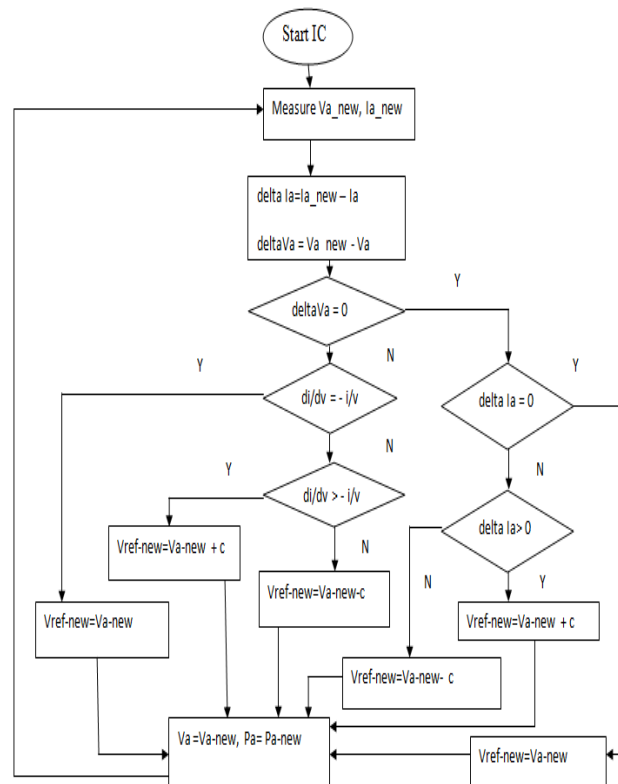 Start IC
Measure Va_new, Ia_new
delta Ia=Ia_new – Ia
deltaVa = Va_new - Va
Y
deltaVa = 0
N
Y
Y
di/dv = - i/v
delta Ia = 0
N
Y
N
di/dv > - i/v
delta Ia> 0
Vref-new=Va-new + c
N
N
Y
Vref-new=Va-new-c
Vref-new=Va-new
Vref-new=Va-new + c
Vref-new=Va-new- c
Va =Va-new, Pa= Pa-new
Vref-new=Va-new